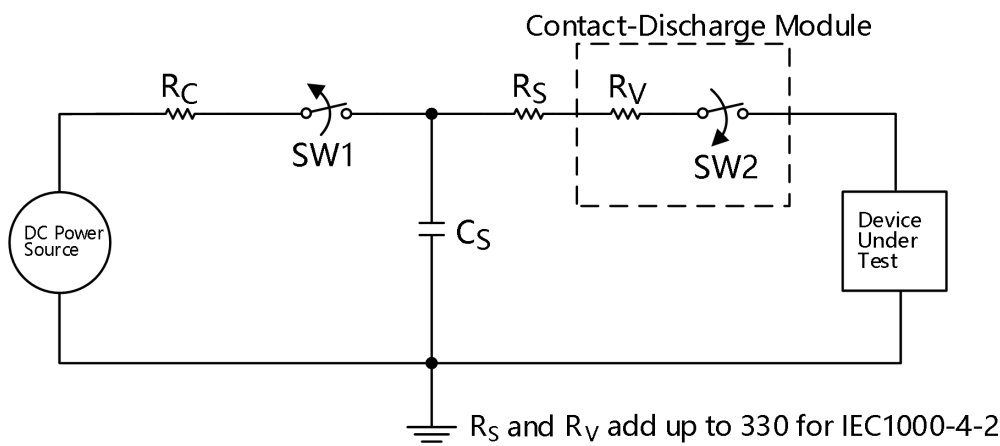 Contact-Discharge Module
RC
RS
RV
SW1
SW2
DC Power
Source
CS
Device
Under
Test
RS and RV add up to 330 for IEC1000-4-2